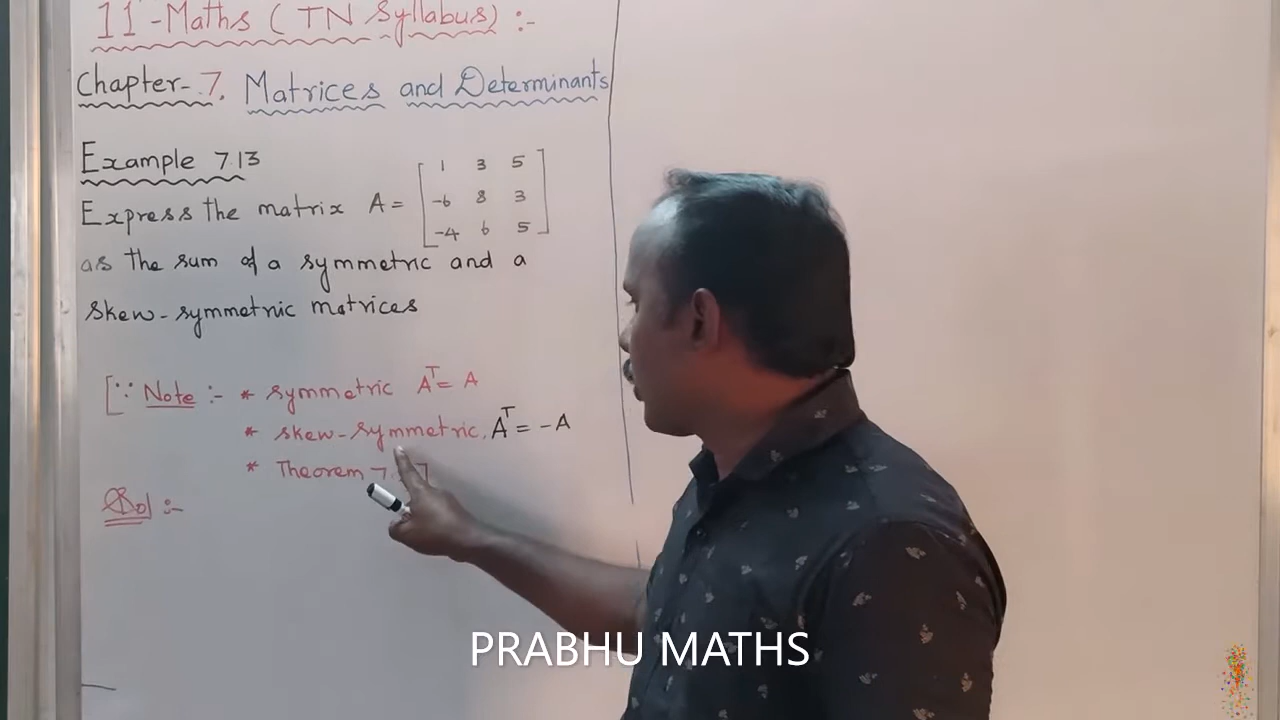 11 - Maths ( TN Syllabus) :-
Chapter - 7. Matrices and Determinants
Example 7.13
Express the matrix A = [ 1 3 5
-6 8 3
-4 6 5 ]
as the sum of a symmetric and a
skew - symmetric matrices
[∵ Note :- * symmetric Aᵀ = A
* skew - symmetric, Aᵀ = -A
* Theorem 7
Sol :-
PRABHU MATHS